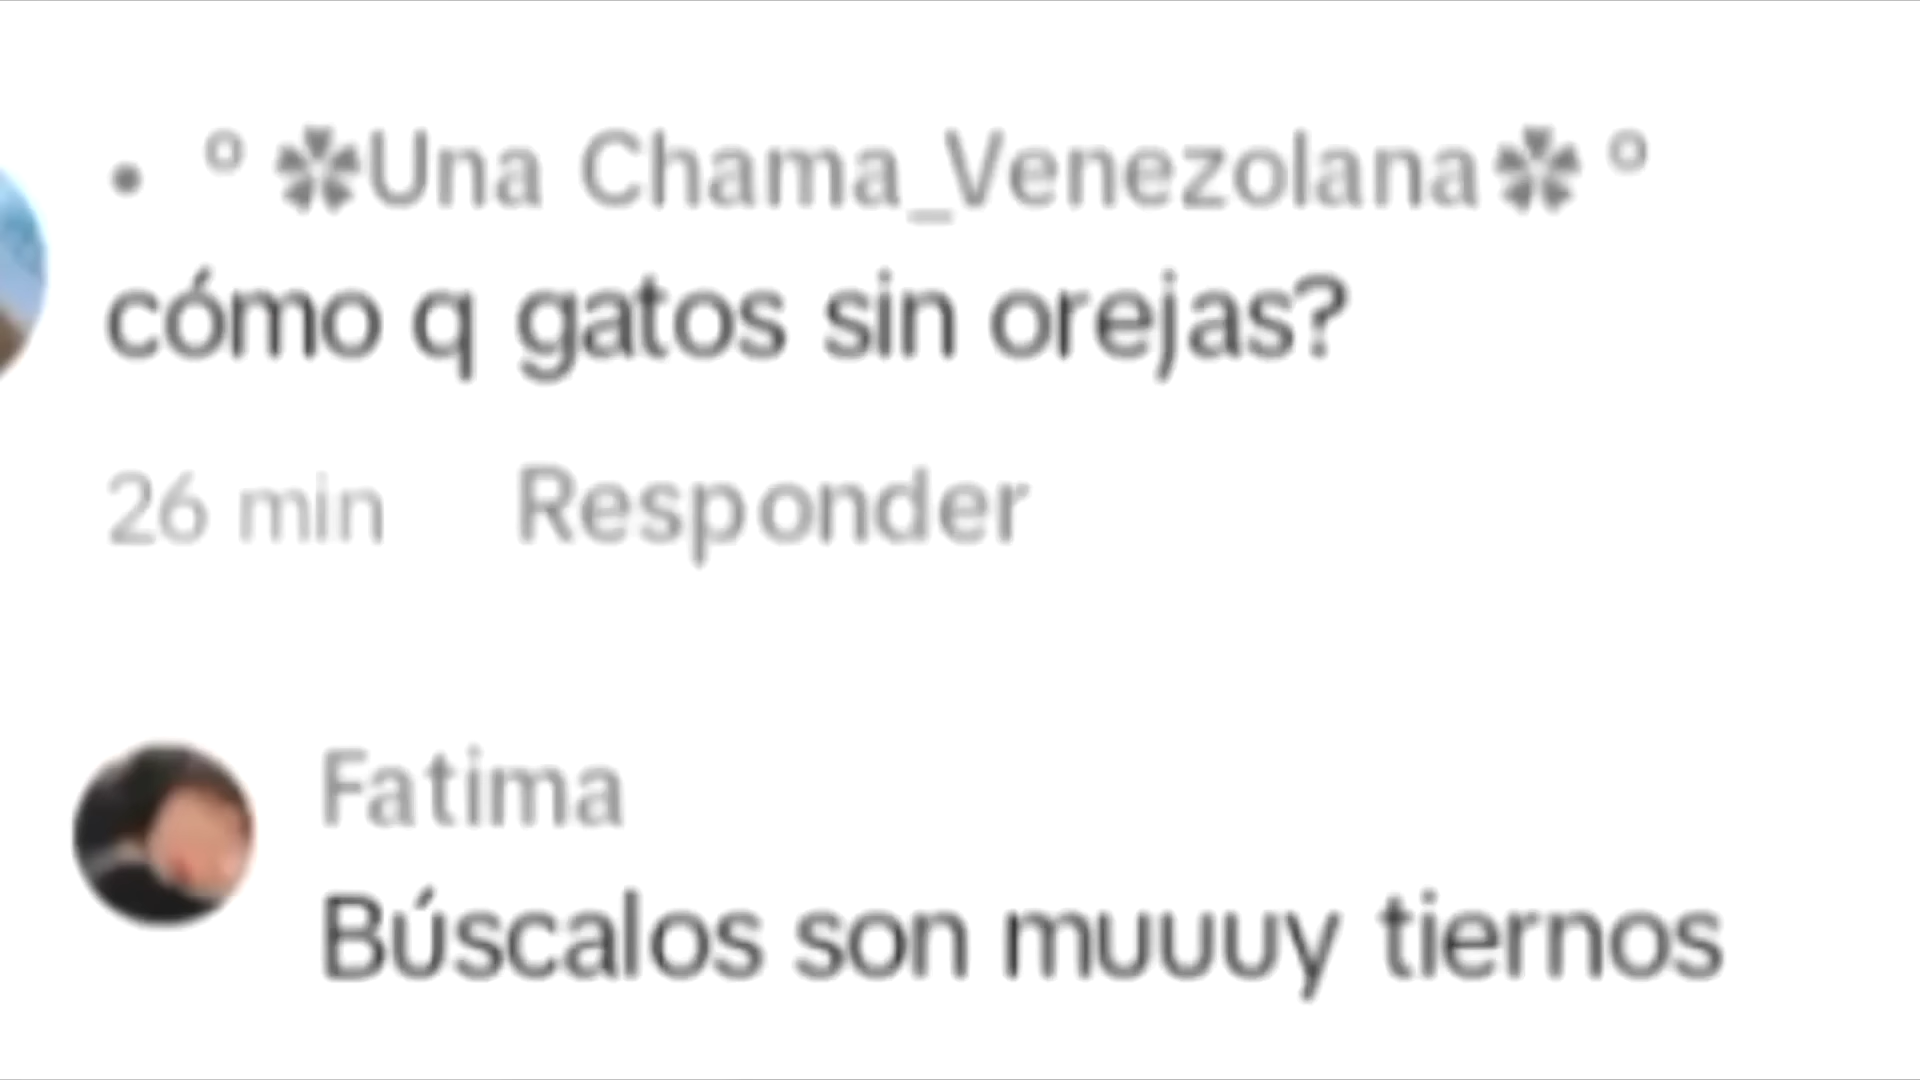 • º ✽Una Chama_Venezolana✽ º
cómo q gatos sin orejas?
26 min Responder
Fatima
Búscalos son muuuy tiernos